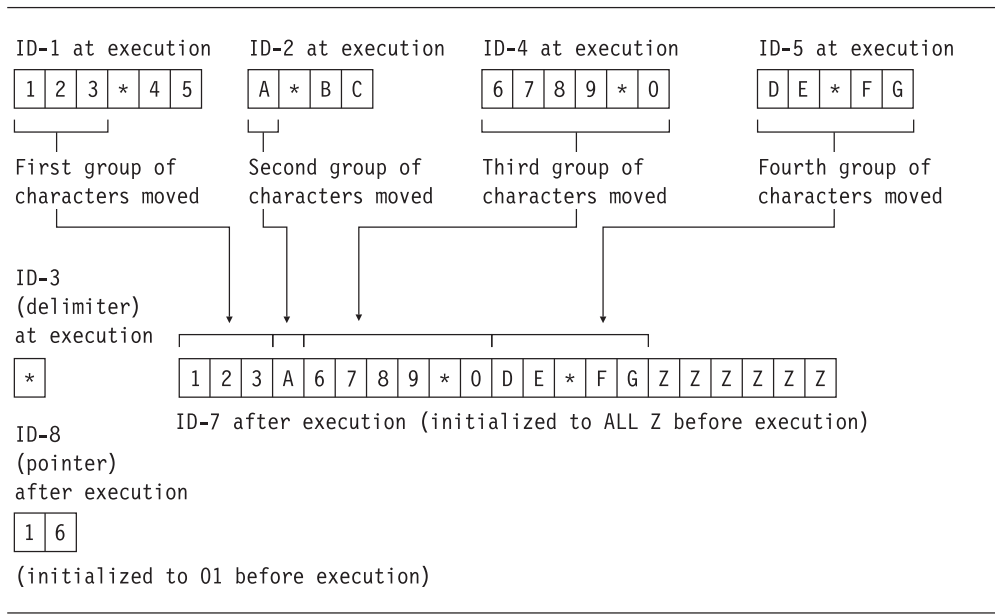 ID-1 at execution ID-2 at execution ID-4 at execution ID-5 at execution
1 2 3 * 4 5 A * B C 6 7 8 9 * 0 D E * F G
First group of Second group of Third group of Fourth group of
characters moved characters moved characters moved characters moved
ID-3
(delimiter)
at execution
* 1 2 3 A 6 7 8 9 * 0 D E * F G Z Z Z Z Z Z
ID-7 after execution (initialized to ALL Z before execution)
ID-8
(pointer)
after execution
1 6
(initialized to 01 before execution)